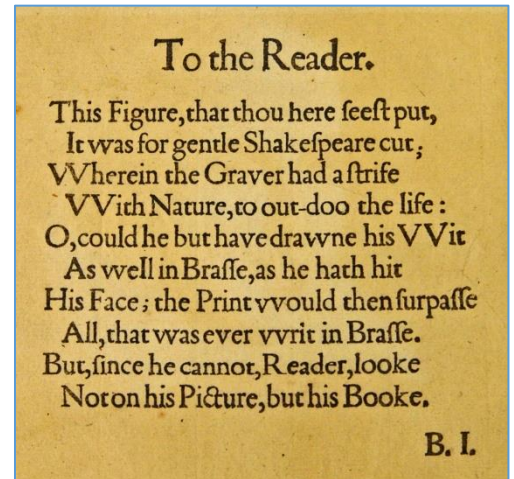 To the Reader.
This Figure, that thou here ſeeſt put,
It was for gentle Shakeſpeare cut;
VVherein the Graver had a ſtrife
VVith Nature, to out-doo the life :
O, could he but have drawne his VVit
As well in Braſſe, as he hath hit
His Face; the Print vvould then ſurpaſſe
All, that vvas ever vvrit in Braſſe.
But, ſince he cannot, Reader, looke
Not on his Picture, but his Booke.
B. I.